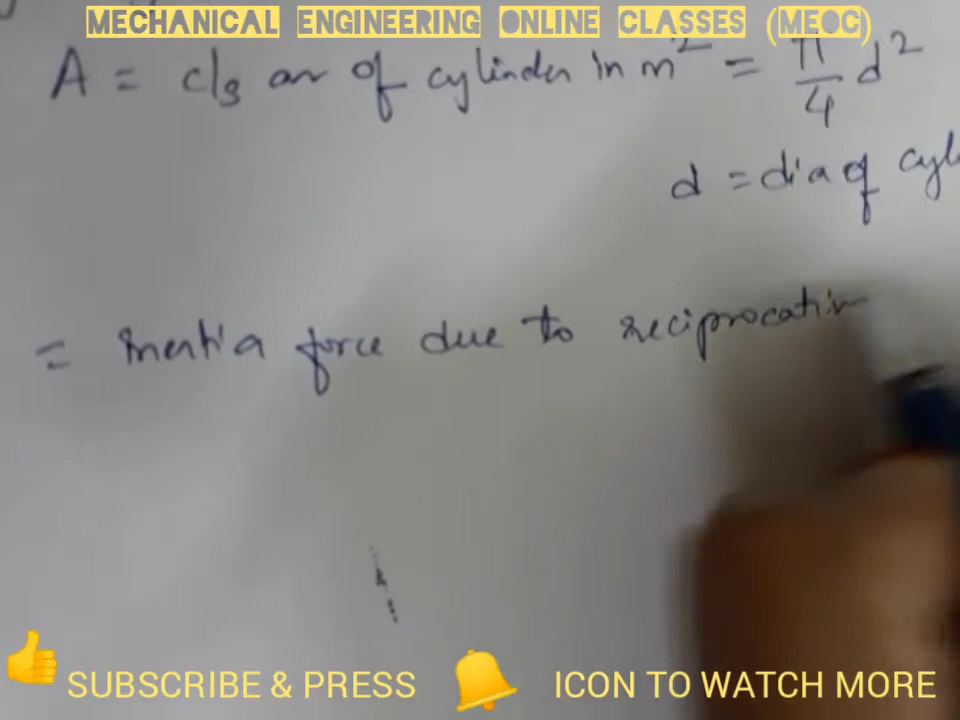 MECHANICAL ENGINEERING ONLINE CLASSES (MEOC)
A = c/s ar of cylinder in m² = π/4 d²
d = dia of cyl
= Inertia force due to reciprocatin
SUBSCRIBE & PRESS ICON TO WATCH MORE